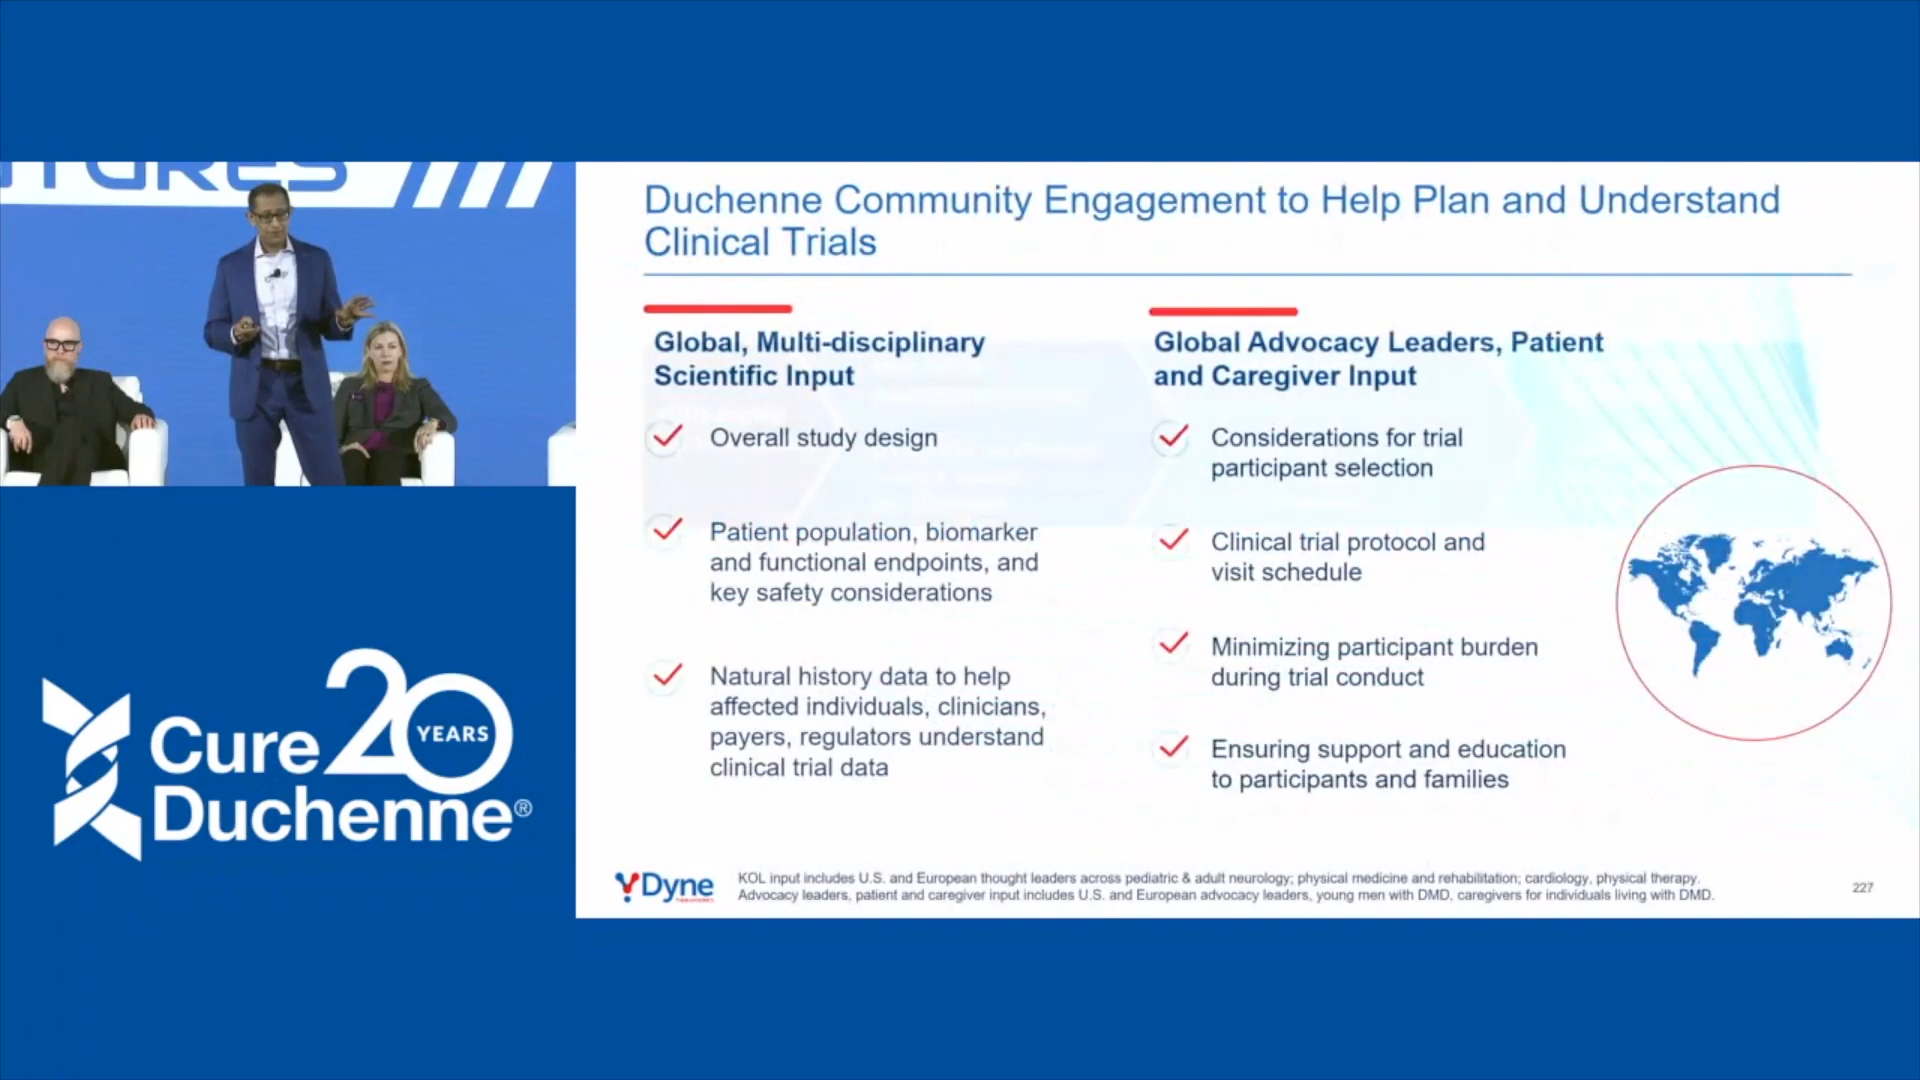 Duchenne Community Engagement to Help Plan and Understand
Clinical Trials
Global, Multi-disciplinary
Scientific Input
Overall study design
Patient population, biomarker
and functional endpoints, and
key safety considerations
Natural history data to help
affected individuals, clinicians,
payers, regulators understand
clinical trial data
Global Advocacy Leaders, Patient
and Caregiver Input
Considerations for trial
participant selection
Clinical trial protocol and
visit schedule
Minimizing participant burden
during trial conduct
Ensuring support and education
to participants and families
Dyne
KOL input includes U.S. and European thought leaders across pediatric & adult neurology; physical medicine and rehabilitation; cardiology, physical therapy.
Advocacy leaders, patient and caregiver input includes U.S. and European advocacy leaders, young men with DMD, caregivers for individuals living with DMD.
227
Cure
20
YEARS
Duchenne®